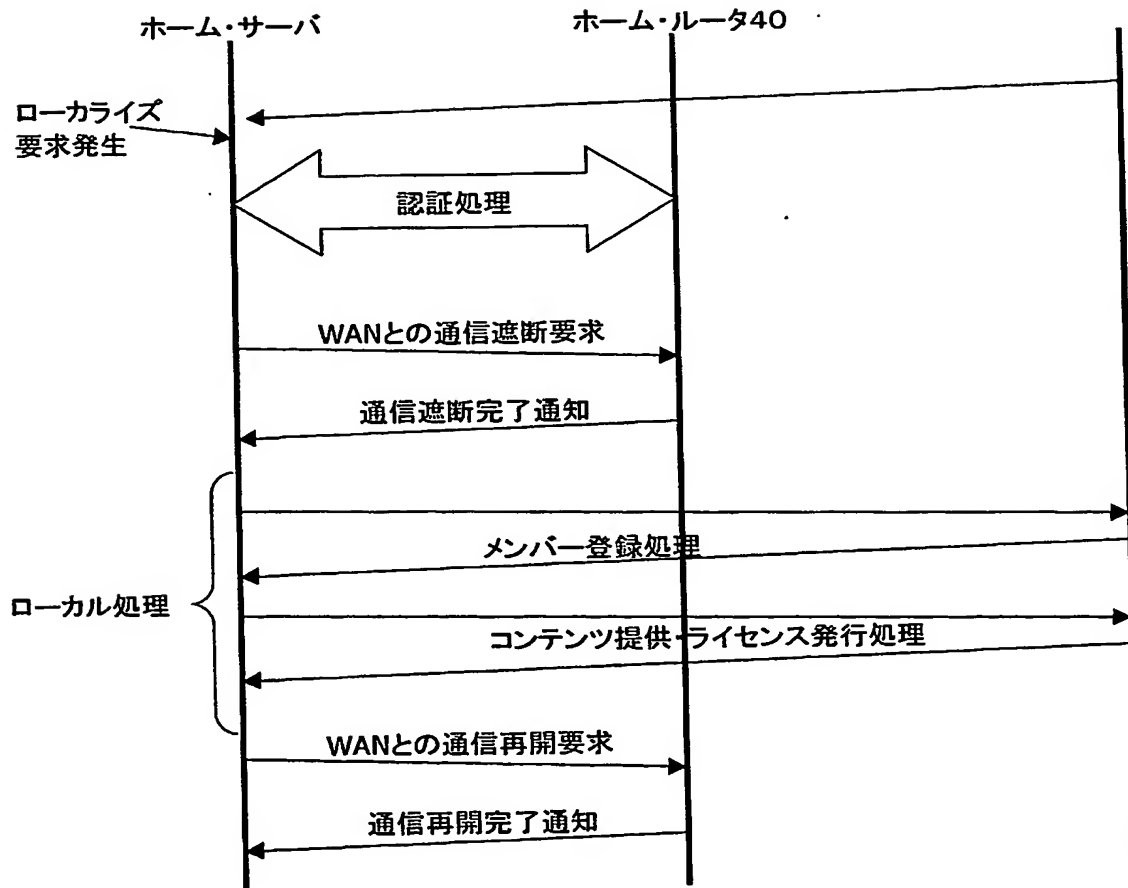 ホーム・サーバ
ホーム・ルータ40
ローカライズ
要求発生
認証処理
WANとの通信遮断要求
通信遮断完了通知
メンバー登録処理
ローカル処理
コンテンツ提供・ライセンス発行処理
WANとの通信再開要求
通信再開完了通知